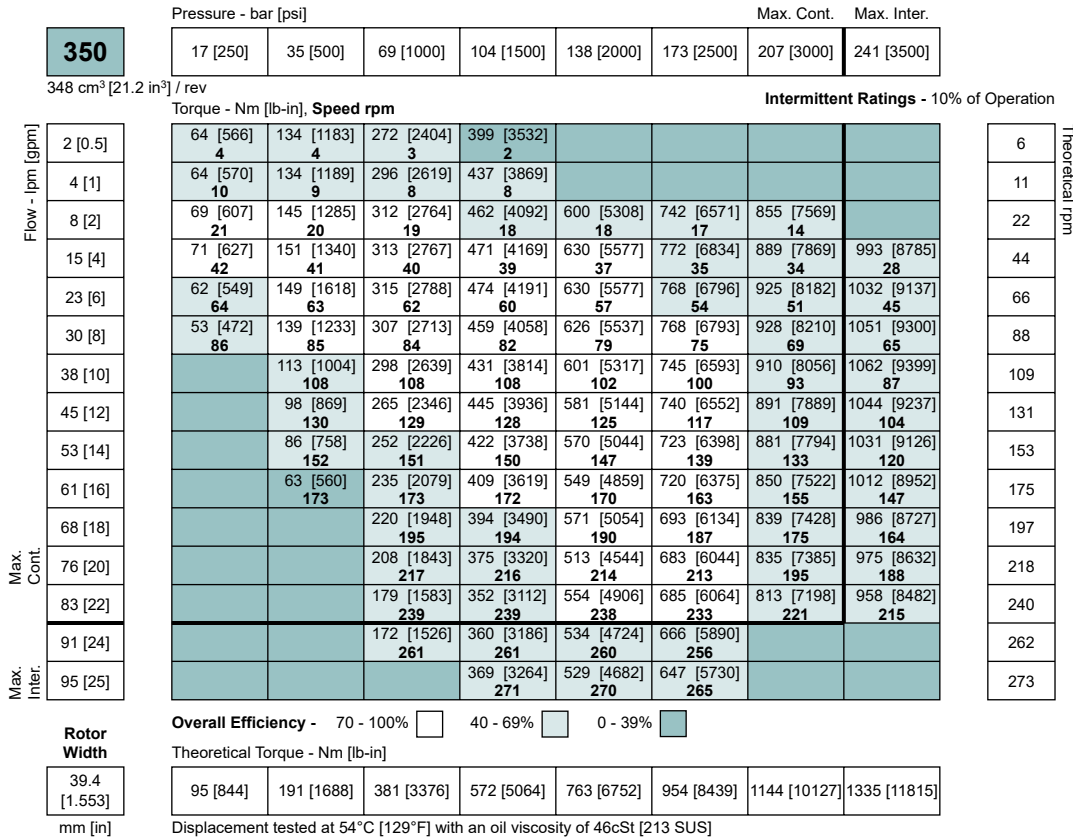 Pressure - bar [psi] Max. Cont. Max. Inter.
350 17 [250] 35 [500] 69 [1000] 104 [1500] 138 [2000] 173 [2500] 207 [3000] 241 [3500]
348 cm³ [21.2 in³] / rev
Torque - Nm [lb-in], Speed rpm Intermittent Ratings - 10% of Operation
Flow - lpm [gpm]
Theoretical rpm
2 [0.5] 64 [566] 134 [1183] 272 [2404] 399 [3532] 6
4 4 3 2
4 [1] 64 [570] 134 [1189] 296 [2619] 437 [3869] 11
10 9 8 8
8 [2] 69 [607] 145 [1285] 312 [2764] 462 [4092] 600 [5308] 742 [6571] 855 [7569] 22
21 20 19 18 18 17 14
15 [4] 71 [627] 151 [1340] 313 [2767] 471 [4169] 630 [5577] 772 [6834] 889 [7869] 993 [8785] 44
42 41 40 39 37 35 34 28
23 [6] 62 [549] 149 [1618] 315 [2788] 474 [4191] 630 [5577] 768 [6796] 925 [8182] 1032 [9137] 66
64 63 62 60 57 54 51 45
30 [8] 53 [472] 139 [1233] 307 [2713] 459 [4058] 626 [5537] 768 [6793] 928 [8210] 1051 [9300] 88
86 85 84 82 79 75 69 65
38 [10] 113 [1004] 298 [2639] 431 [3814] 601 [5317] 745 [6593] 910 [8056] 1062 [9399] 109
108 108 108 102 100 93 87
45 [12] 98 [869] 265 [2346] 445 [3936] 581 [5144] 740 [6552] 891 [7889] 1044 [9237] 131
130 129 128 125 117 109 104
53 [14] 86 [758] 252 [2226] 422 [3738] 570 [5044] 723 [6398] 881 [7794] 1031 [9126] 153
152 151 150 147 139 133 120
61 [16] 63 [560] 235 [2079] 409 [3619] 549 [4859] 720 [6375] 850 [7522] 1012 [8952] 175
173 173 172 170 163 155 147
68 [18] 220 [1948] 394 [3490] 571 [5054] 693 [6134] 839 [7428] 986 [8727] 197
195 194 190 187 175 164
Max. Cont.
76 [20] 208 [1843] 375 [3320] 513 [4544] 683 [6044] 835 [7385] 975 [8632] 218
217 216 214 213 195 188
83 [22] 179 [1583] 352 [3112] 554 [4906] 685 [6064] 813 [7198] 958 [8482] 240
239 239 238 233 221 215
91 [24] 172 [1526] 360 [3186] 534 [4724] 666 [5890] 262
261 261 260 256
Max. Inter.
95 [25] 369 [3264] 529 [4682] 647 [5730] 273
271 270 265
Overall Efficiency - 70 - 100% 40 - 69% 0 - 39%
Rotor
Width
Theoretical Torque - Nm [lb-in]
39.4
[1.553]
95 [844] 191 [1688] 381 [3376] 572 [5064] 763 [6752] 954 [8439] 1144 [10127] 1335 [11815]
mm [in] Displacement tested at 54°C [129°F] with an oil viscosity of 46cSt [213 SUS]